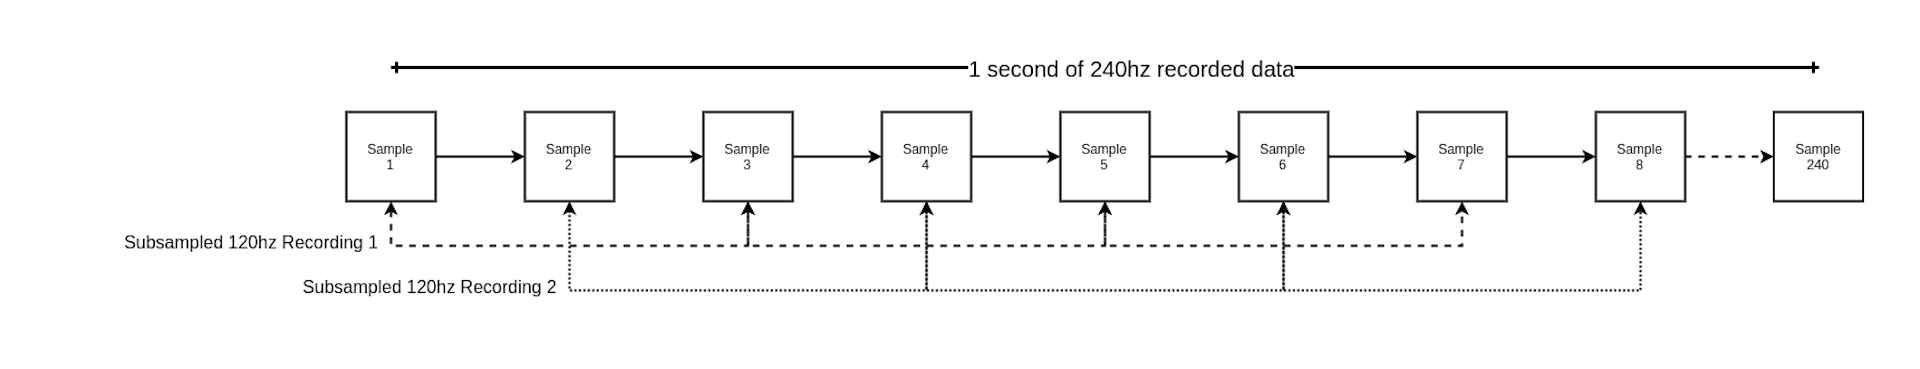 1 second of 240hz recorded data
Sample
1
Sample
2
Sample
3
Sample
4
Sample
5
Sample
6
Sample
7
Sample
8
Sample
240
Subsampled 120hz Recording 1
Subsampled 120hz Recording 2